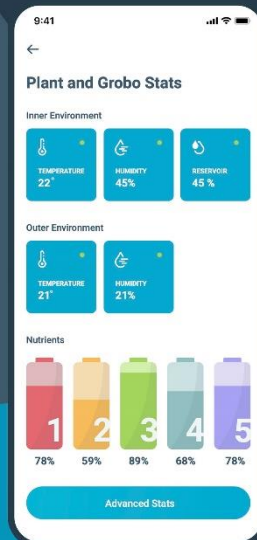 9:41
Plant and Grobo Stats
Inner Environment
TEMPERATURE HUMIDITY RESERVOIR
22° 45% 45 %
Outer Environment
TEMPERATURE HUMIDITY
21° 21%
Nutrients
1 2 3 4 5
78% 59% 89% 68% 78%
Advanced Stats